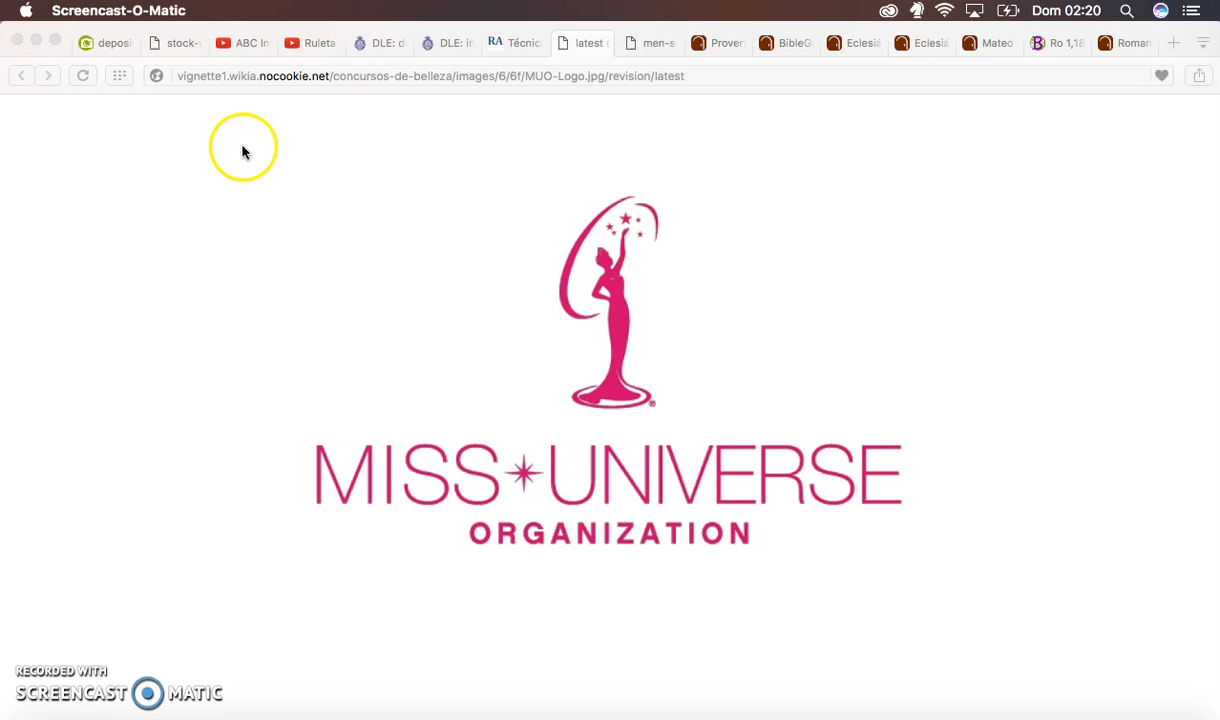 Screencast-O-Matic
Dom 02:20
deposi
stock-v
ABC In
Ruleta
DLE: d
DLE: in
RA Técnic
latest (
men-s
Prover
BibleG
Eclesiá
Eclesiá
Mateo
Ro 1,18
Roman
vignette1.wikia.nocookie.net/concursos-de-belleza/images/6/6f/MUO-Logo.jpg/revision/latest
MISS UNIVERSE
ORGANIZATION
RECORDED WITH
SCREENCAST MATIC